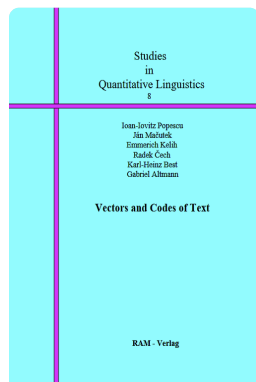 Studies
in
Quantitative Linguistics
8
Ioan-Iovitz Popescu
Ján Mačutek
Emmerich Kelih
Radek Čech
Karl-Heinz Best
Gabriel Altmann
Vectors and Codes of Text
RAM - Verlag